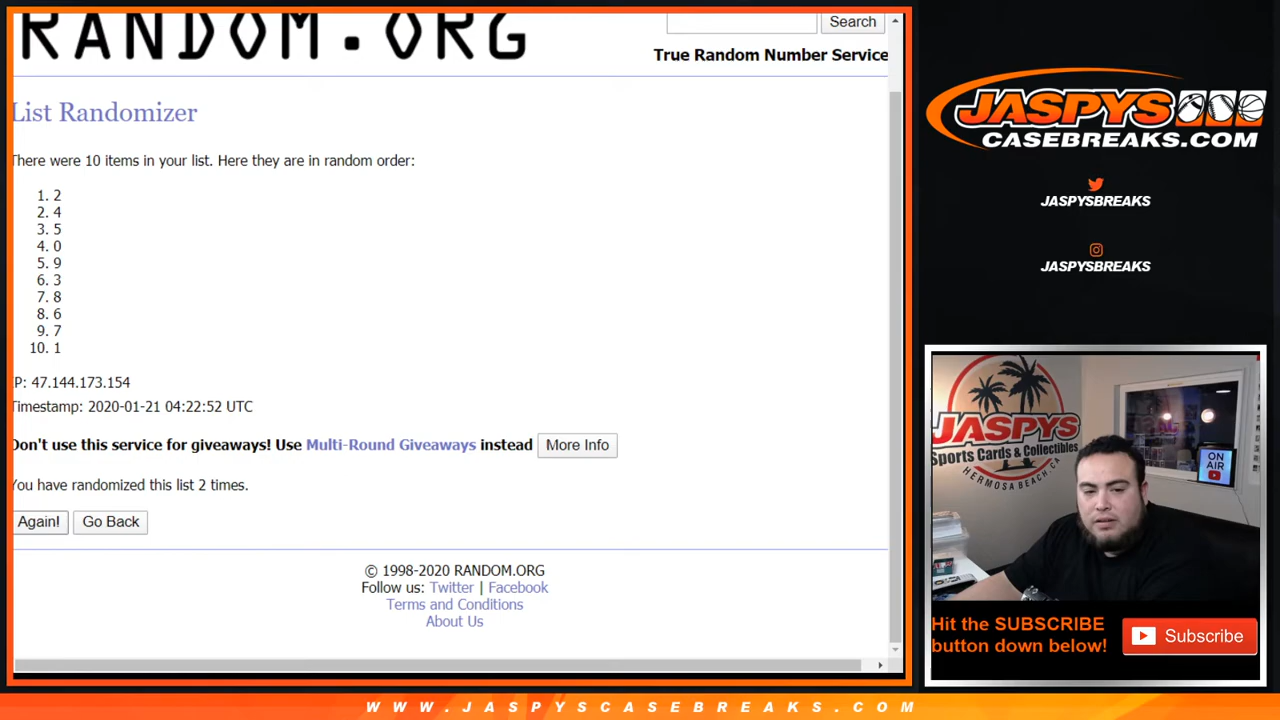 RANDOM.ORG
Search
True Random Number Service
List Randomizer
There were 10 items in your list. Here they are in random order:
1. 2
2. 4
3. 5
4. 0
5. 9
6. 3
7. 8
8. 6
9. 7
10. 1
IP: 47.144.173.154
Timestamp: 2020-01-21 04:22:52 UTC
Don't use this service for giveaways! Use Multi-Round Giveaways instead More Info
You have randomized this list 2 times.
Again! Go Back
© 1998-2020 RANDOM.ORG
Follow us: Twitter | Facebook
Terms and Conditions
About Us
JASPYS
CASEBREAKS.COM
JASPYSBREAKS
JASPYSBREAKS
JASPYS
Sports Cards & Collectibles
HERMOSA BEACH, CA
ON
AIR
Hit the SUBSCRIBE
button down below!
Subscribe
WWW.JASPYSCASEBREAKS.COM